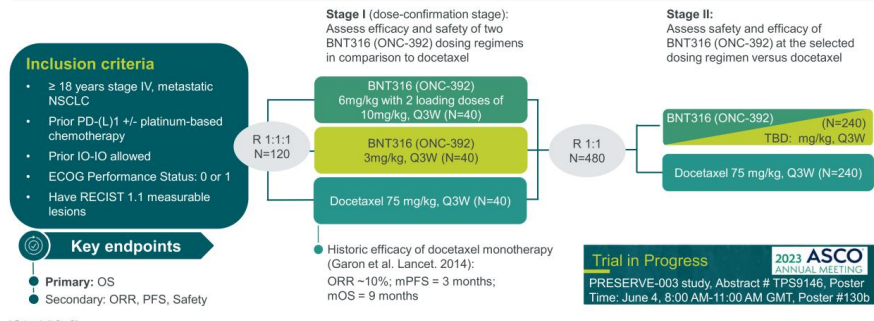 Stage I (dose-confirmation stage):
Assess efficacy and safety of two
BNT316 (ONC-392) dosing regimens
in comparison to docetaxel
Stage II:
Assess safety and efficacy of
BNT316 (ONC-392) at the selected
dosing regimen versus docetaxel
Inclusion criteria
• ≥ 18 years stage IV, metastatic
NSCLC
• Prior PD-(L)1 +/- platinum-based
chemotherapy
• Prior IO-IO allowed
• ECOG Performance Status: 0 or 1
• Have RECIST 1.1 measurable
lesions
R 1:1:1
N=120
BNT316 (ONC-392)
6mg/kg with 2 loading doses of
10mg/kg, Q3W (N=40)
BNT316 (ONC-392)
3mg/kg, Q3W (N=40)
Docetaxel 75 mg/kg, Q3W (N=40)
R 1:1
N=480
BNT316 (ONC-392)
(N=240)
TBD: mg/kg, Q3W
Docetaxel 75 mg/kg, Q3W (N=240)
Key endpoints
Primary: OS
Secondary: ORR, PFS, Safety
Historic efficacy of docetaxel monotherapy
(Garon et al. Lancet. 2014):
ORR ~10%; mPFS = 3 months;
mOS = 9 months
Trial in Progress
2023 ASCO
ANNUAL MEETING
PRESERVE-003 study, Abstract # TPS9146, Poster
Time: June 4, 8:00 AM-11:00 AM GMT, Poster #130b